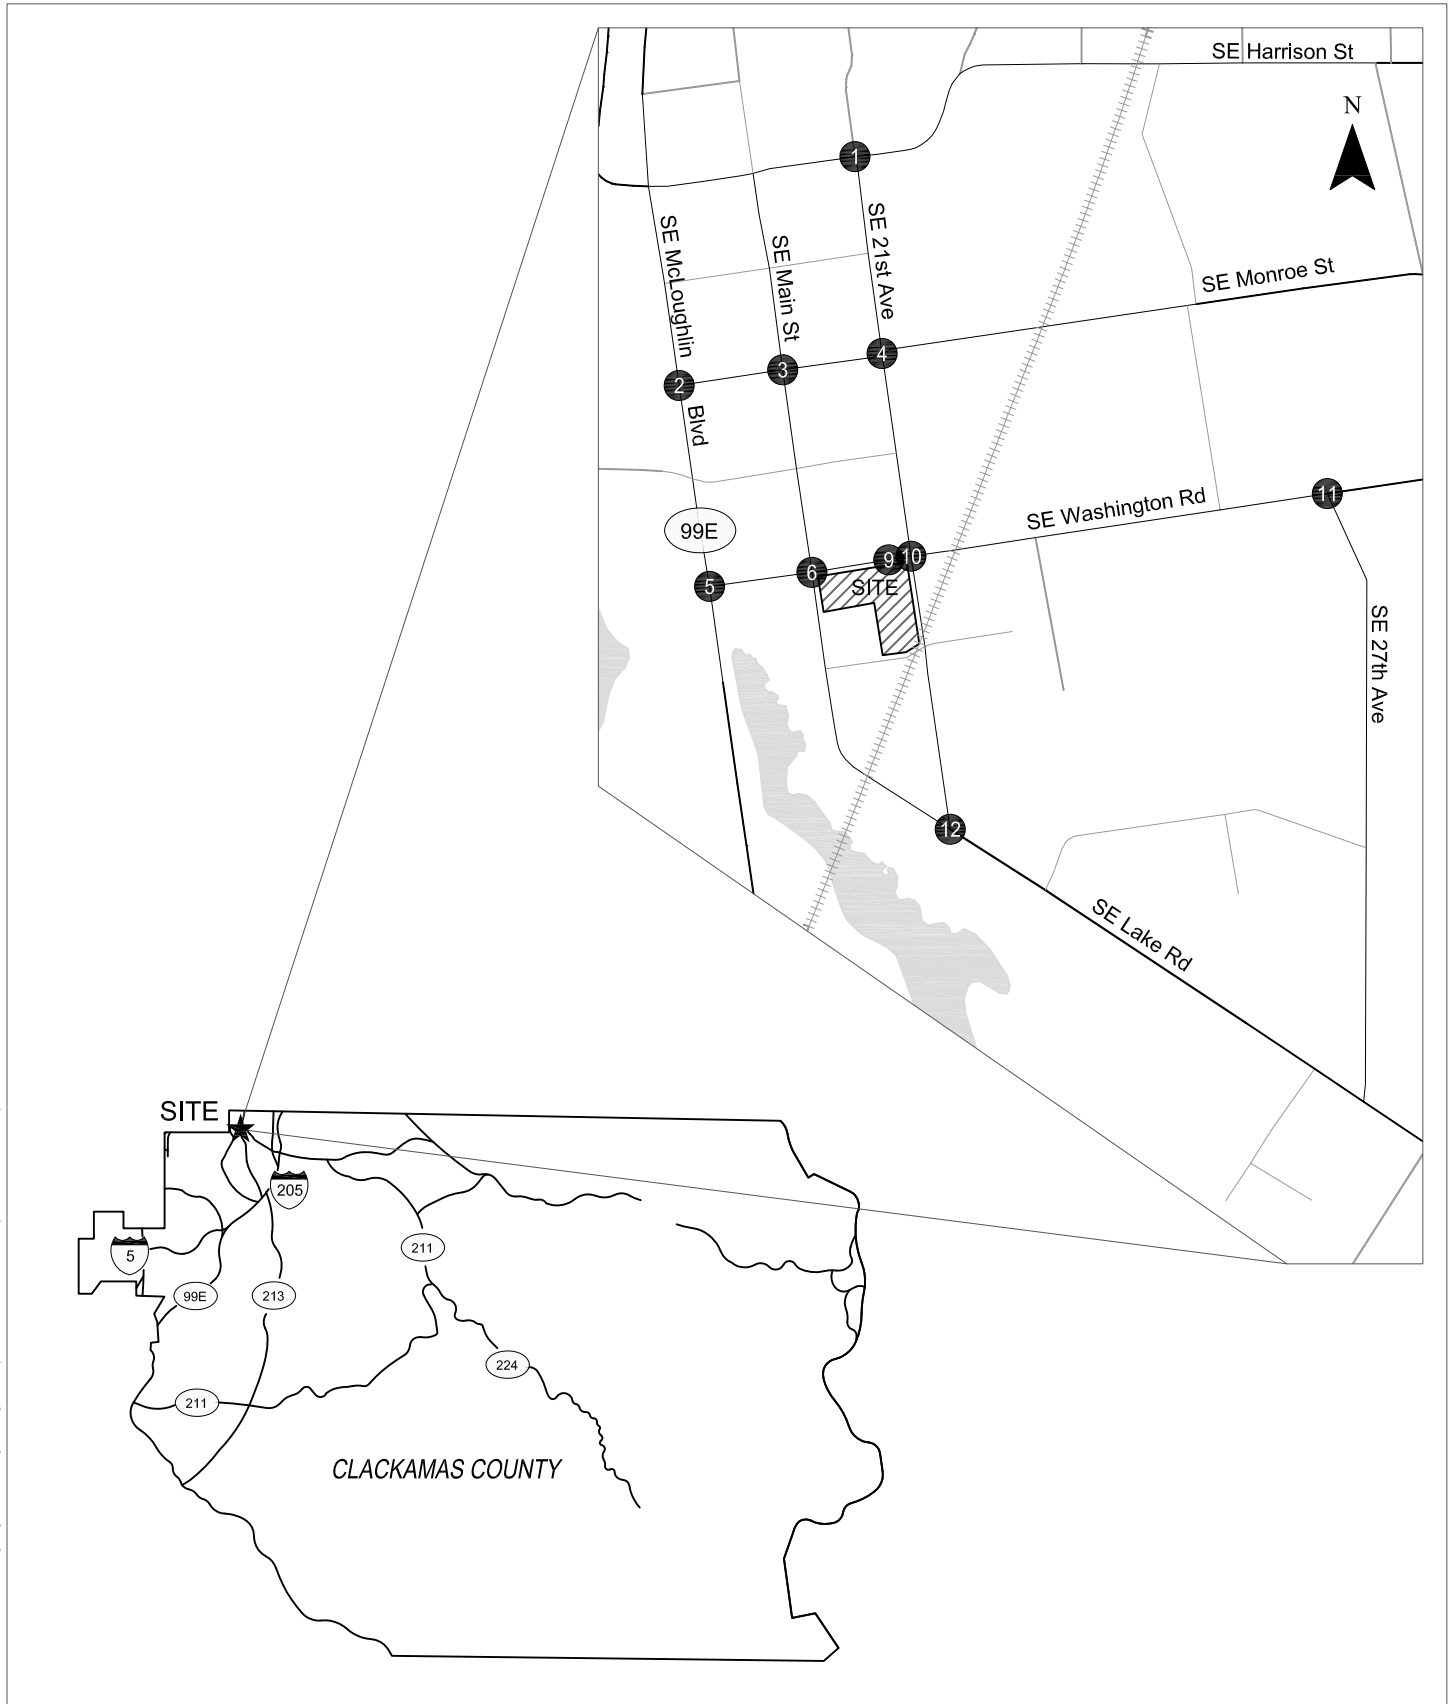 SE Harrison St
N
1
SE 21st Ave
SE McLoughlin Blvd
SE Main St
SE Monroe St
4
3
2
11
SE Washington Rd
99E
9
10
6
5
SITE
SE 27th Ave
12
SE Lake Rd
SITE
205
5
211
99E
213
224
211
CLACKAMAS COUNTY